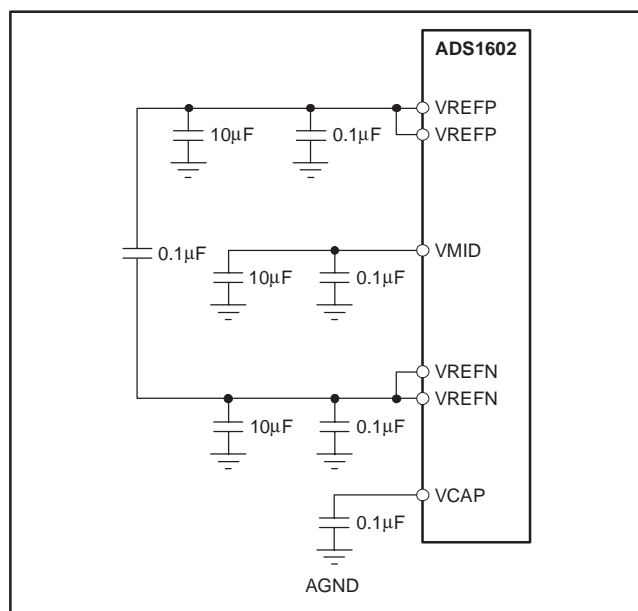 ADS1602
VREFP
10μF
0.1μF
VREFP
0.1μF
VMID
10μF
0.1μF
VREFN
VREFN
10μF
0.1μF
VCAP
0.1μF
AGND